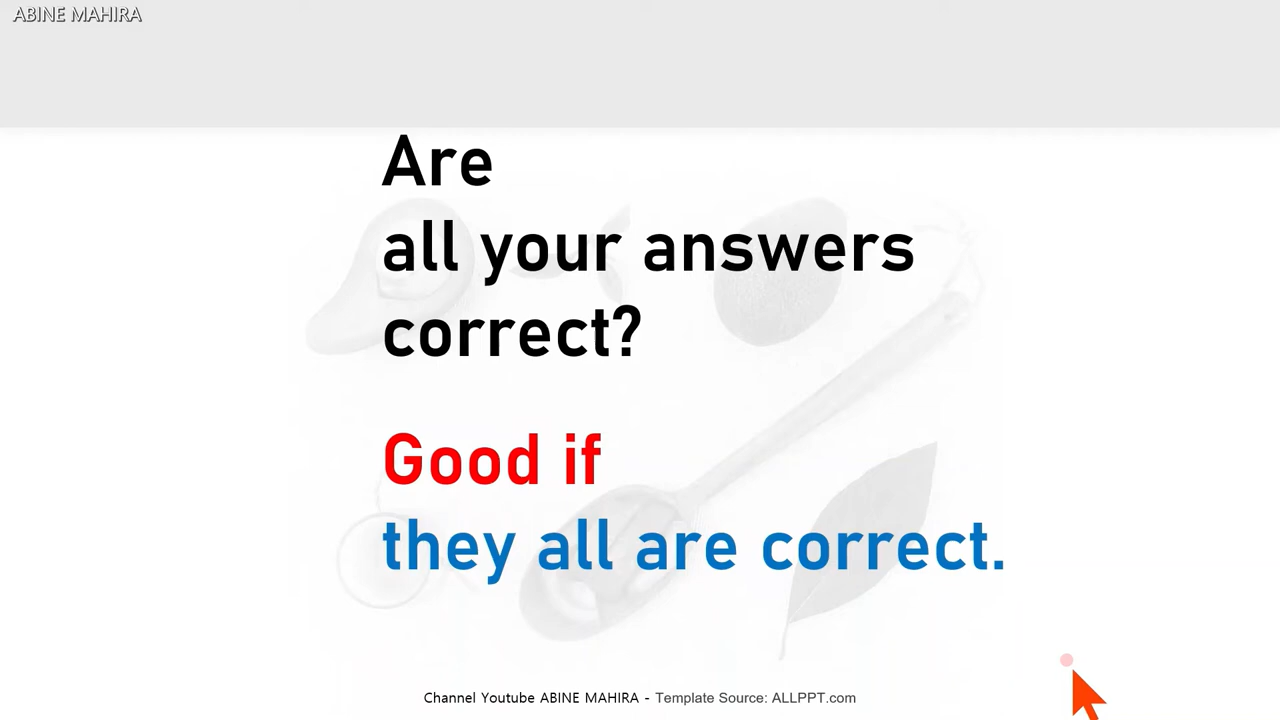 ABINE MAHIRA
Are
all your answers
correct?
Good if
they all are correct.
Channel Youtube ABINE MAHIRA - Template Source: ALLPPT.com